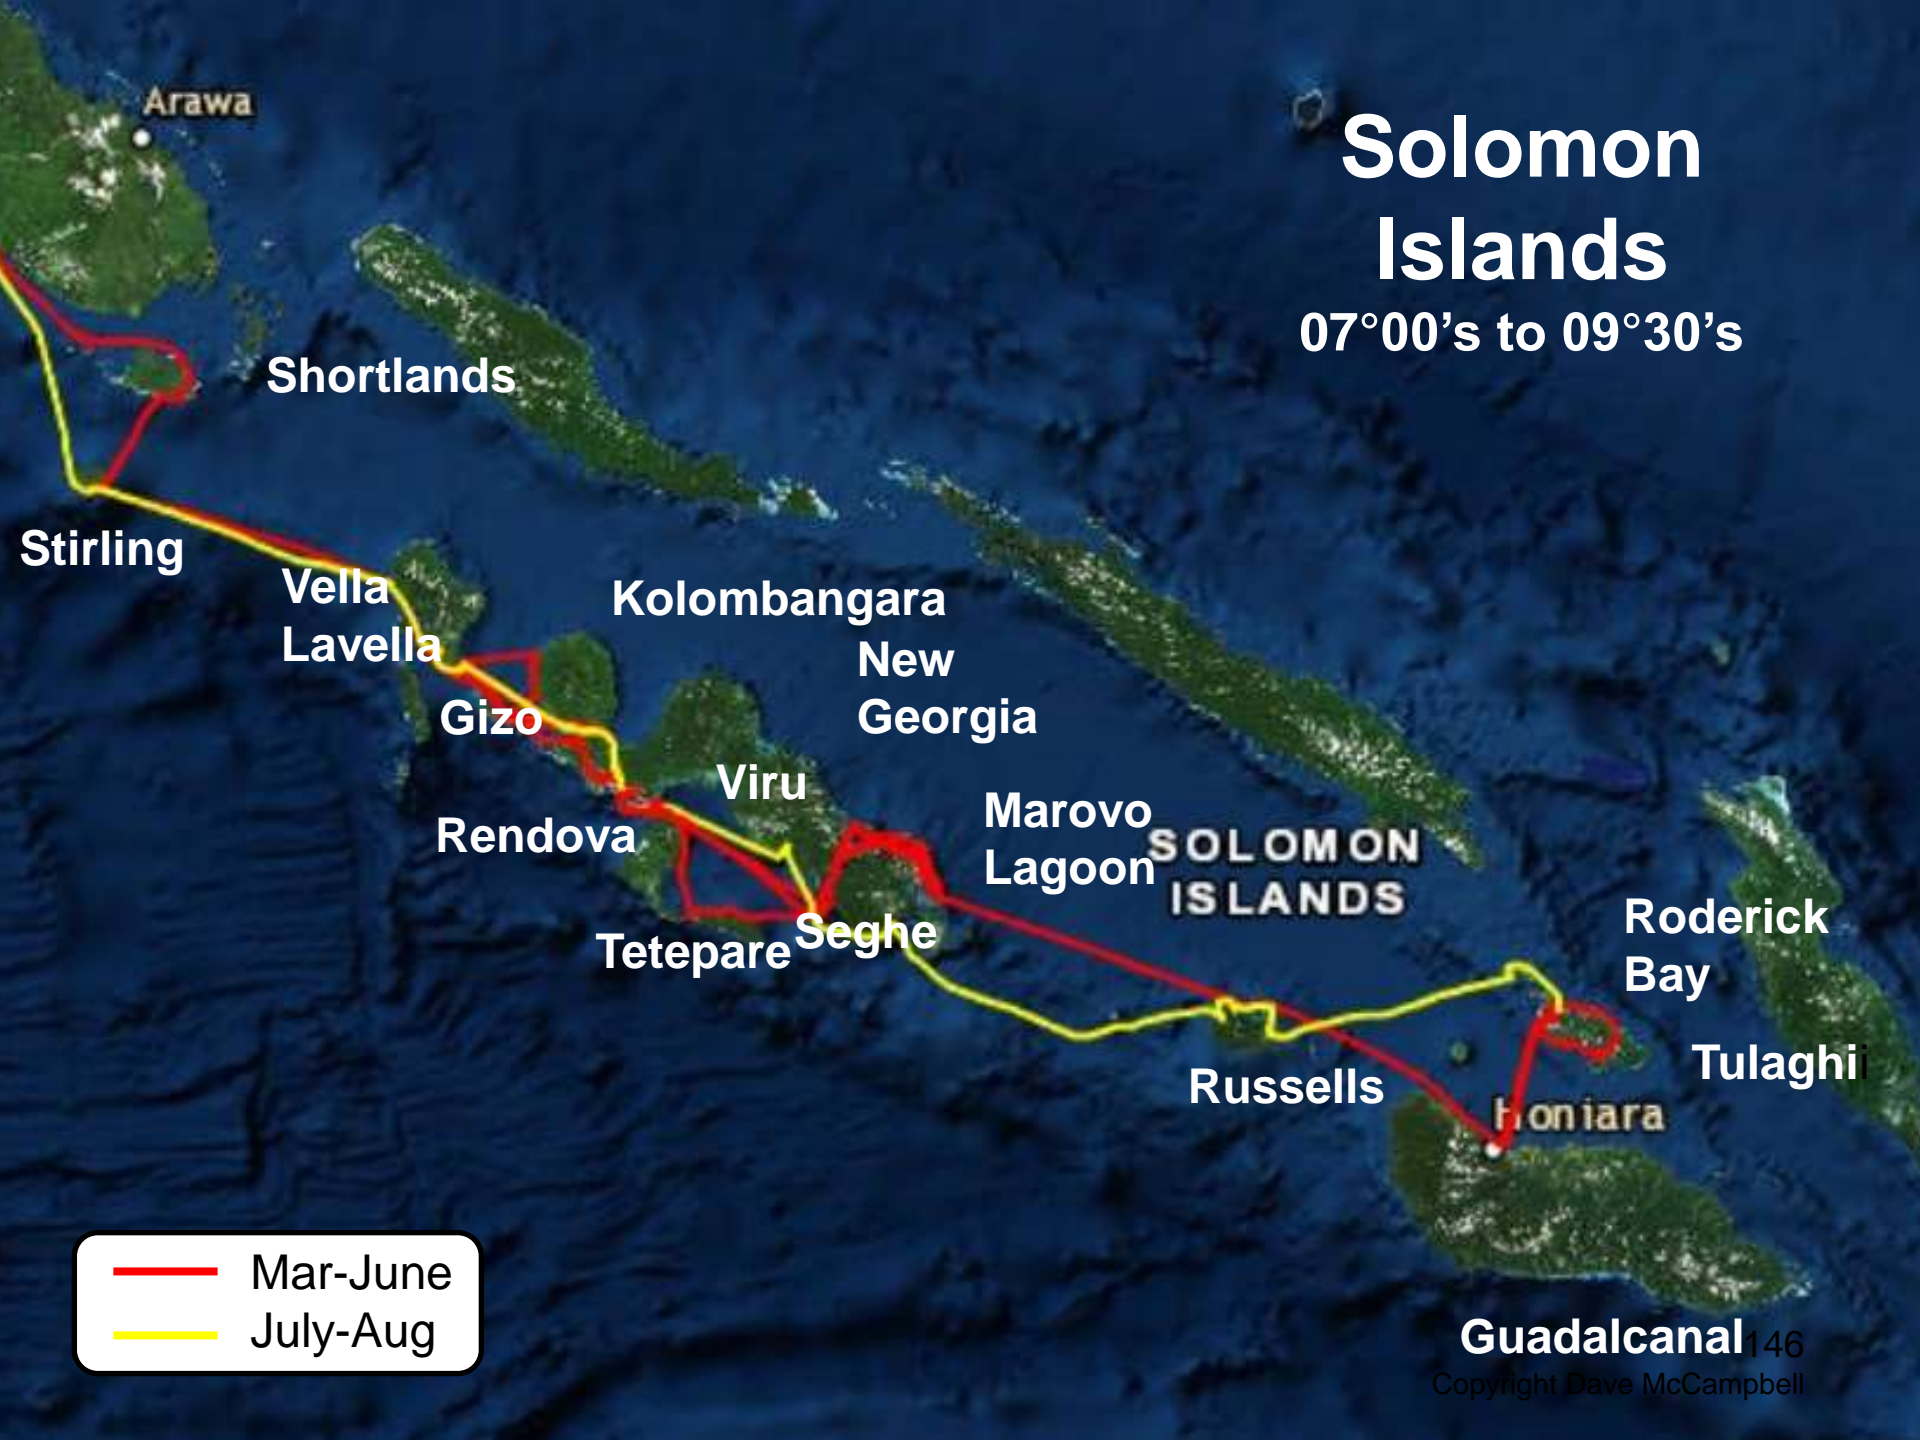 Arawa
Solomon
Islands
07°00’s to 09°30’s
Shortlands
Stirling
Vella
Lavella
Kolombangara
New
Georgia
Gizo
Viru
Rendova
Marovo
Lagoon
SOLOMON
ISLANDS
Tetepare
Seghe
Roderick
Bay
Russells
Tulaghii
Honiara
Mar-June
July-Aug
Guadalcanal
146
Copyright Dave McCampbell